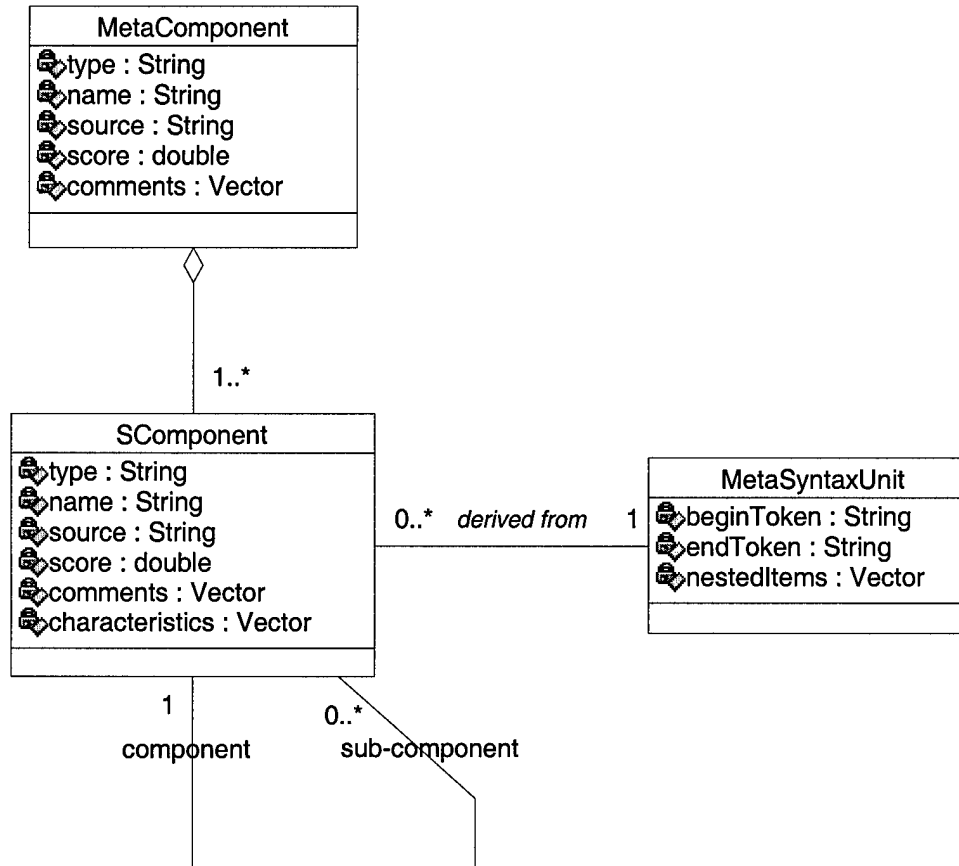 MetaComponent
type : String
name : String
source : String
score : double
comments : Vector
1..*
SComponent
type : String
name : String
source : String
score : double
comments : Vector
characteristics : Vector
0..* derived from 1
MetaSyntaxUnit
beginToken : String
endToken : String
nestedItems : Vector
1
component
0..*
sub-component